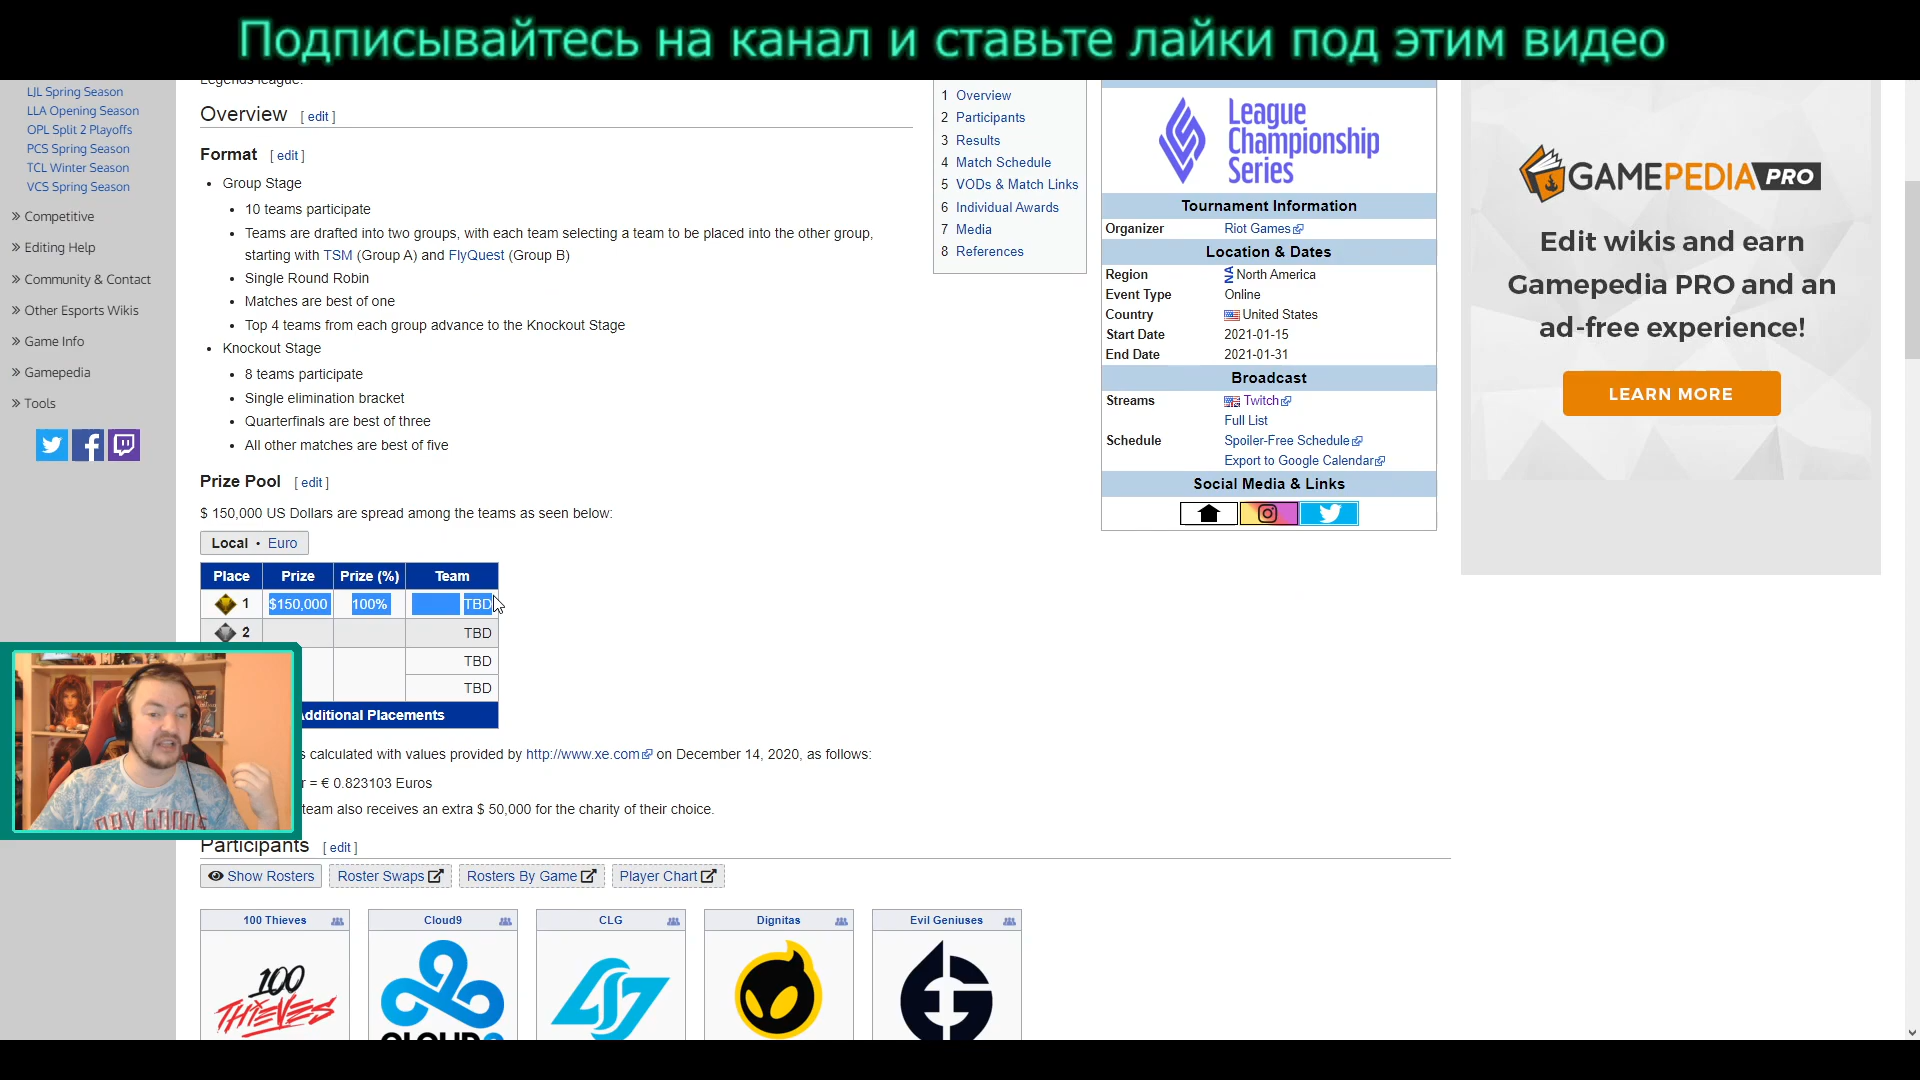 Подписывайтесь на канал и ставьте лайки под этим видео
Legends league.
LJL Spring Season
LLA Opening Season
OPL Split 2 Playoffs
PCS Spring Season
TCL Winter Season
VCS Spring Season
» Competitive
» Editing Help
» Community & Contact
» Other Esports Wikis
» Game Info
» Gamepedia
» Tools
Overview [ edit ]
Format [ edit ]
• Group Stage
• 10 teams participate
• Teams are drafted into two groups, with each team selecting a team to be placed into the other group,
starting with TSM (Group A) and FlyQuest (Group B)
• Single Round Robin
• Matches are best of one
• Top 4 teams from each group advance to the Knockout Stage
• Knockout Stage
• 8 teams participate
• Single elimination bracket
• Quarterfinals are best of three
• All other matches are best of five
Prize Pool [ edit ]
$ 150,000 US Dollars are spread among the teams as seen below:
Local • Euro
Place Prize Prize (%) Team
1 $150,000 100% TBD
2 TBD
TBD
TBD
Additional Placements
calculated with values provided by http://www.xe.com on December 14, 2020, as follows:
= € 0.823103 Euros
team also receives an extra $ 50,000 for the charity of their choice.
Participants [ edit ]
Show Rosters Roster Swaps Rosters By Game Player Chart
100 Thieves Cloud9 CLG Dignitas Evil Geniuses
100
THIEVES
CLOUD9
1 Overview
2 Participants
3 Results
4 Match Schedule
5 VODs & Match Links
6 Individual Awards
7 Media
8 References
League
Championship
Series
Tournament Information
Organizer Riot Games
Location & Dates
Region NA North America
Event Type Online
Country United States
Start Date 2021-01-15
End Date 2021-01-31
Broadcast
Streams Twitch
Full List
Schedule Spoiler-Free Schedule
Export to Google Calendar
Social Media & Links
GAMEPEDIA PRO
Edit wikis and earn
Gamepedia PRO and an
ad-free experience!
LEARN MORE